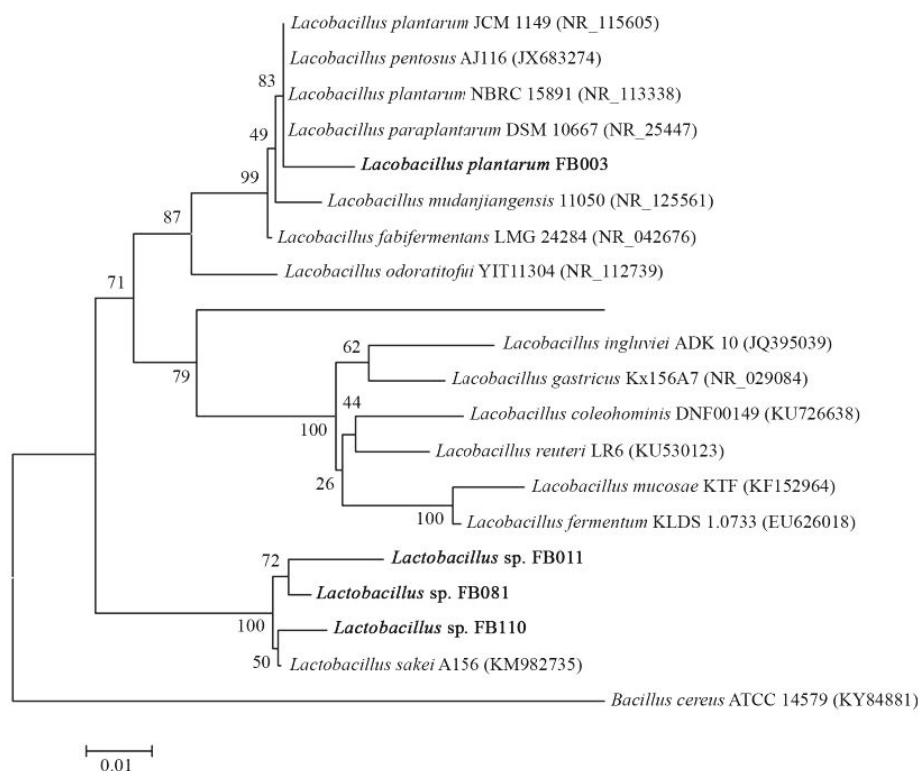 Lacobacillus plantarum JCM 1149 (NR_115605)
Lacobacillus pentosus AJ116 (JX683274)
83
Lacobacillus plantarum NBRC 15891 (NR_113338)
49
Lacobacillus paraplantarum DSM 10667 (NR_25447)
Lacobacillus plantarum FB003
99
Lacobacillus mudanjiangensis 11050 (NR_125561)
87
Lacobacillus fabifermentans LMG 24284 (NR_042676)
Lacobacillus odoratitofui YIT11304 (NR_112739)
71
Lacobacillus ingluviei ADK 10 (JQ395039)
62
79
Lacobacillus gastricus Kx156A7 (NR_029084)
44
Lacobacillus coleohominis DNF00149 (KU726638)
100
Lacobacillus reuteri LR6 (KU530123)
26
Lacobacillus mucosae KTF (KF152964)
100
Lacobacillus fermentum KLDS 1.0733 (EU626018)
72
Lactobacillus sp. FB011
Lactobacillus sp. FB081
100
Lactobacillus sp. FB110
50
Lactobacillus sakei A156 (KM982735)
Bacillus cereus ATCC 14579 (KY84881)
0.01